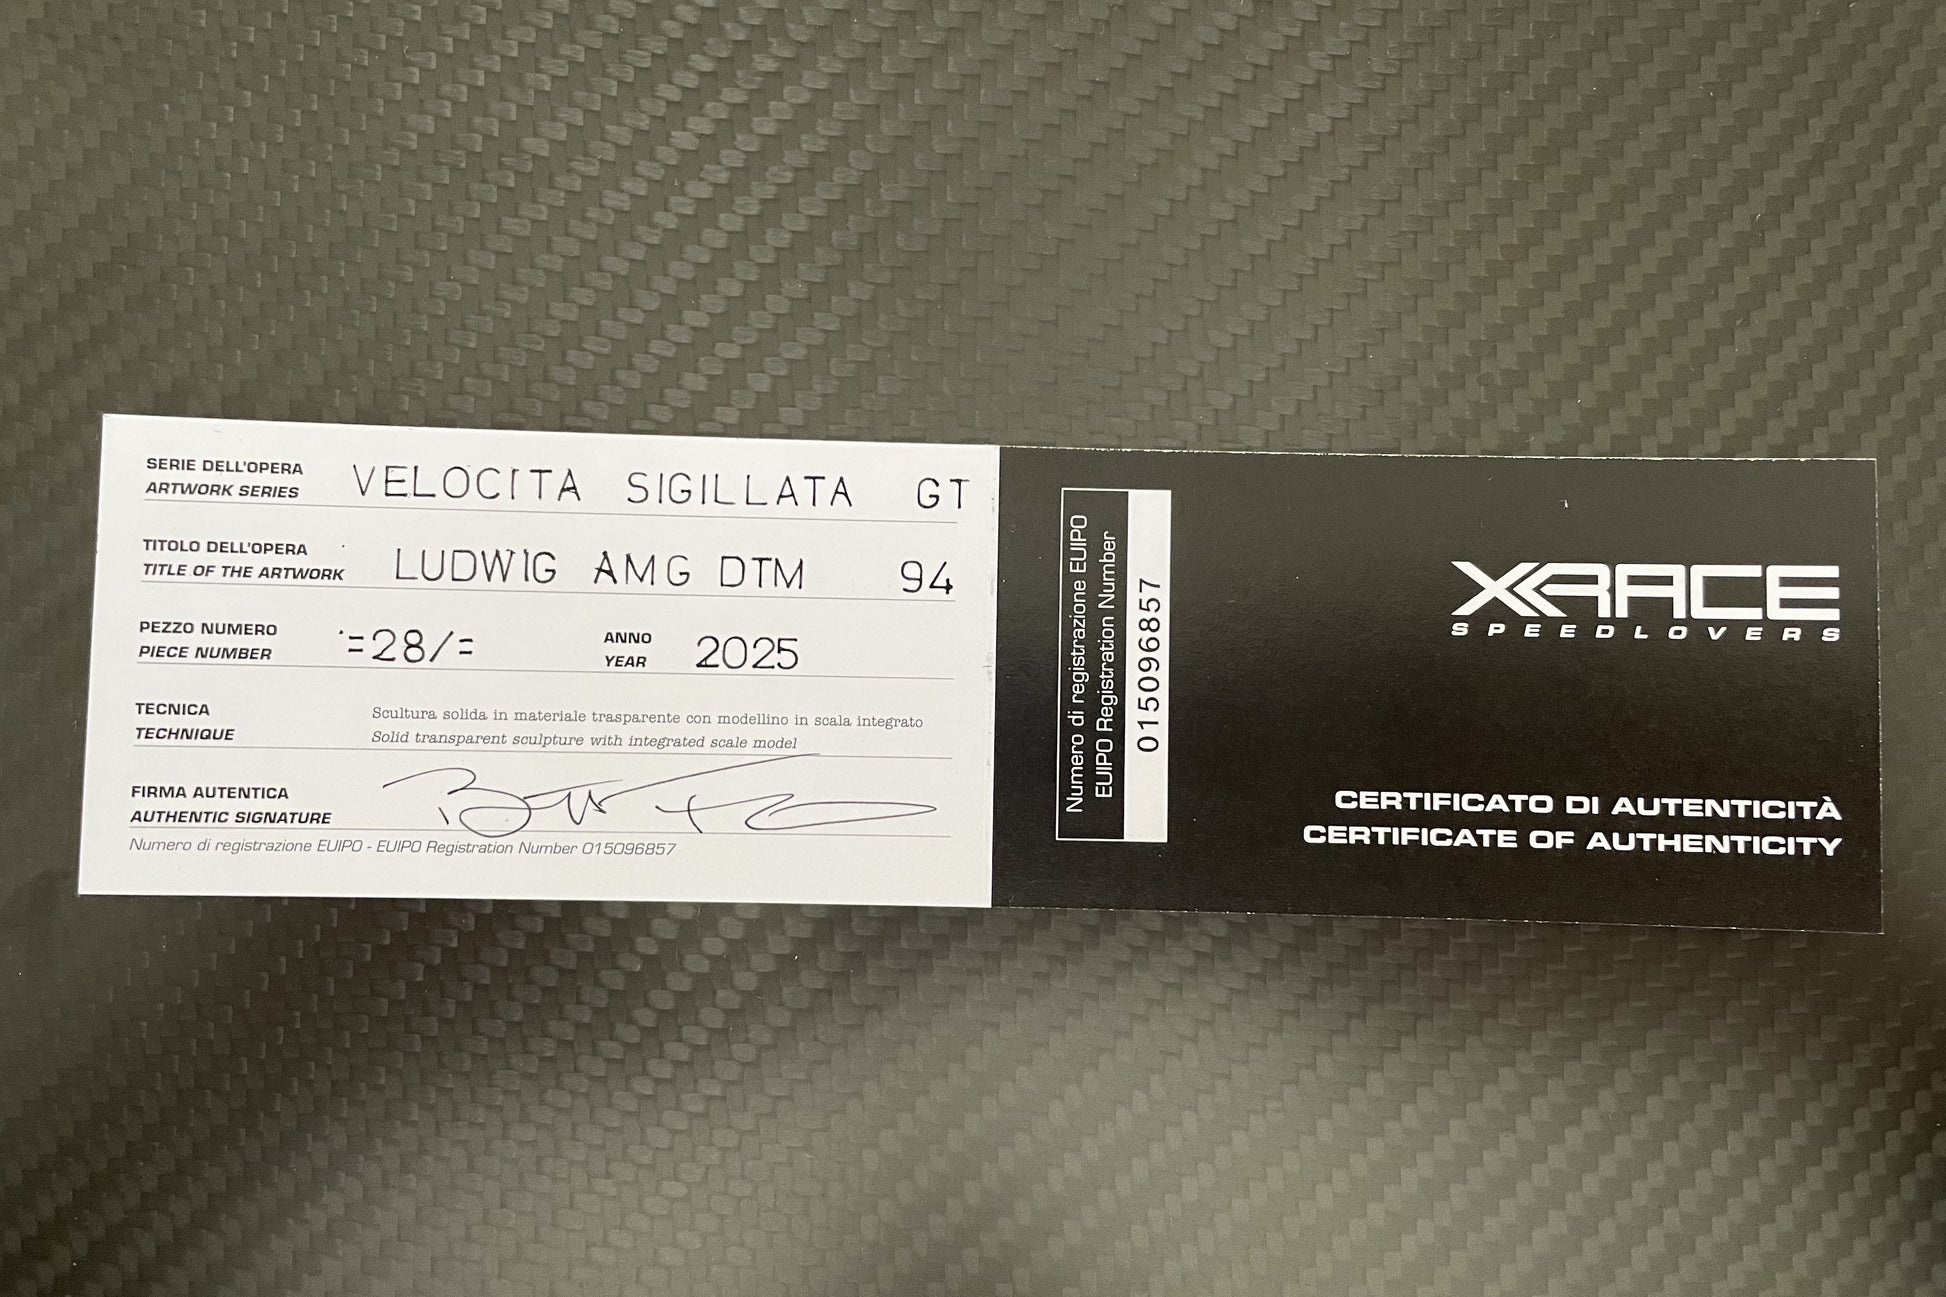 SERIE DELL'OPERA
ARTWORK SERIES
VELOCITA SIGILLATA GT
TITOLO DELL'OPERA
TITLE OF THE ARTWORK
LUDWIG AMG DTM 94
PEZZO NUMERO
PIECE NUMBER
=28/=
ANNO
YEAR
2025
TECNICA
TECHNIQUE
Scultura solida in materiale trasparente con modellino in scala integrato
Solid transparent sculpture with integrated scale model
FIRMA AUTENTICA
AUTHENTIC SIGNATURE
Numero di registrazione EUIPO - EUIPO Registration Number 015096857
Numero di registrazione EUIPO
EUIPO Registration Number
015096857
XRACE
SPEEDLOVERS
CERTIFICATO DI AUTENTICITÀ
CERTIFICATE OF AUTHENTICITY